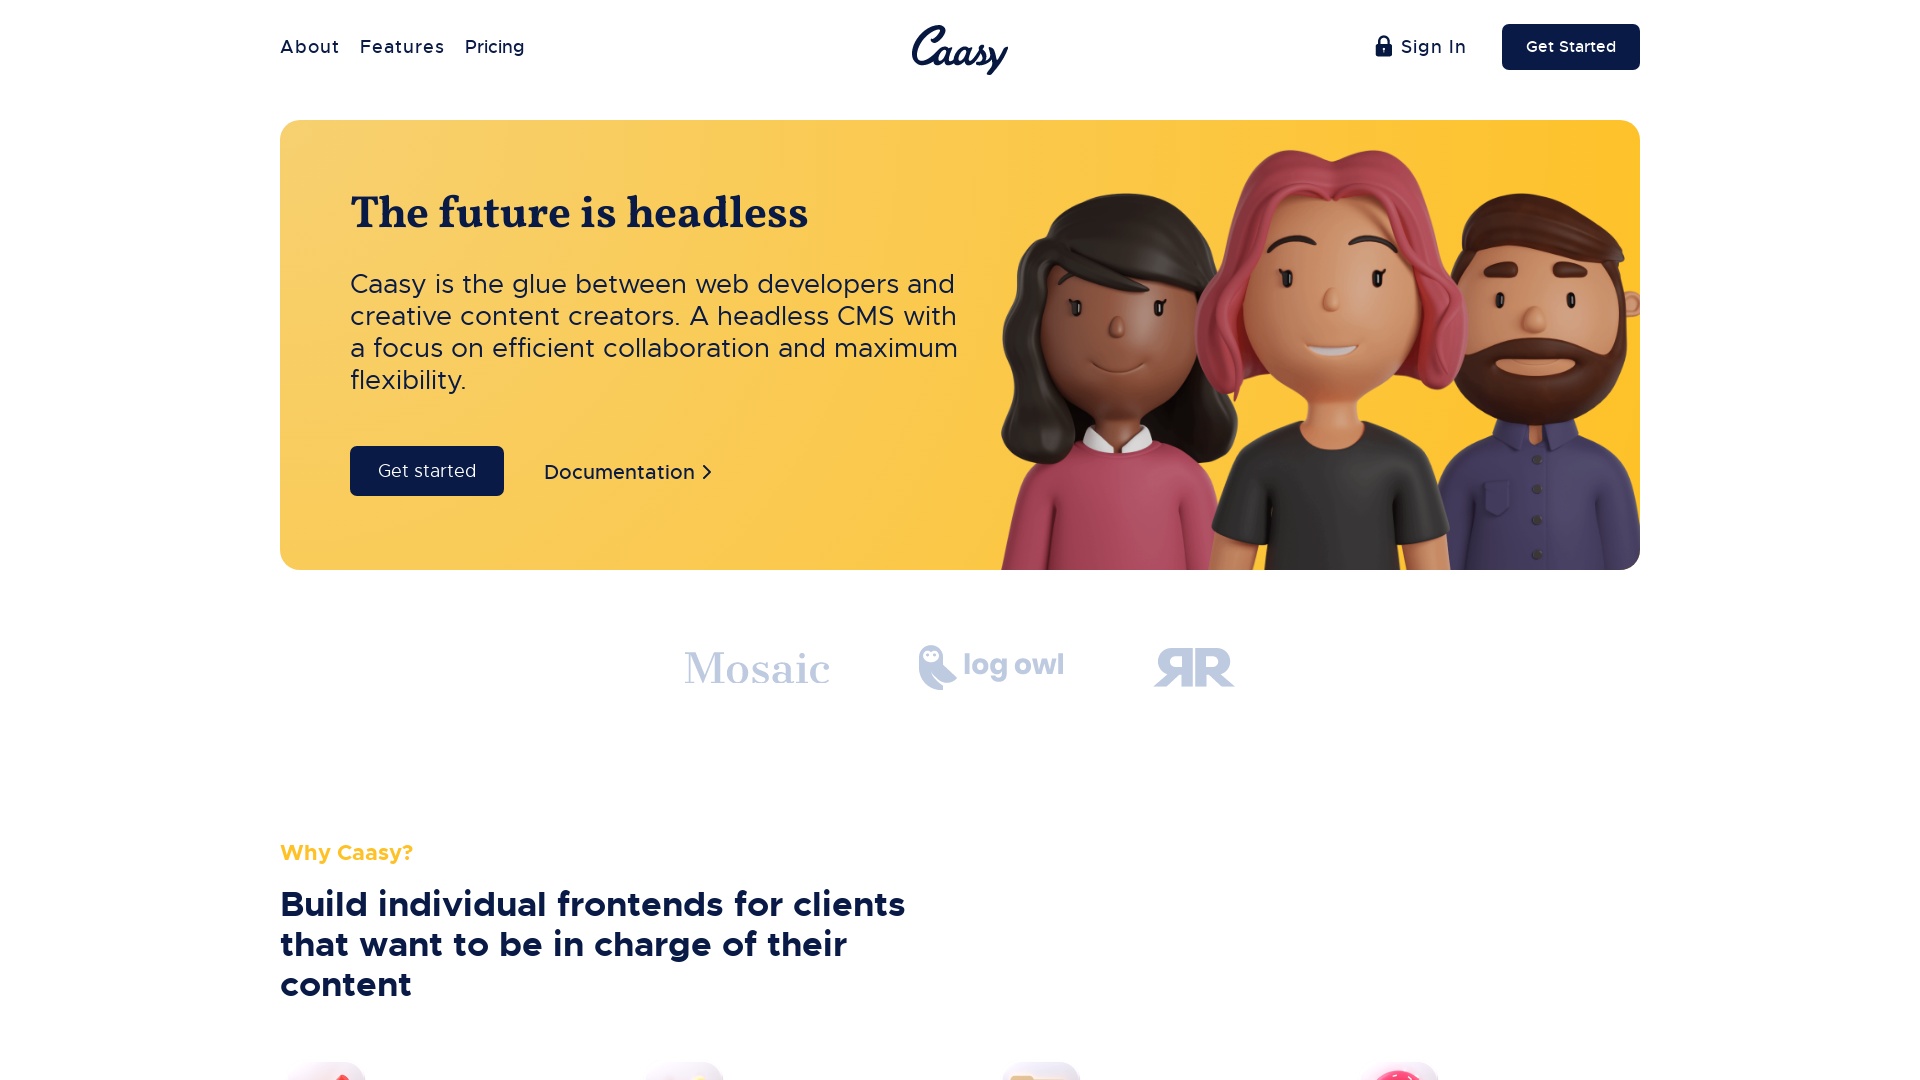 About Features Pricing
Caasy
Sign In
Get Started
The future is headless
Caasy is the glue between web developers and
creative content creators. A headless CMS with
a focus on efficient collaboration and maximum
flexibility.
Get started
Documentation
Mosaic
log owl
RR
Why Caasy?
Build individual frontends for clients
that want to be in charge of their
content